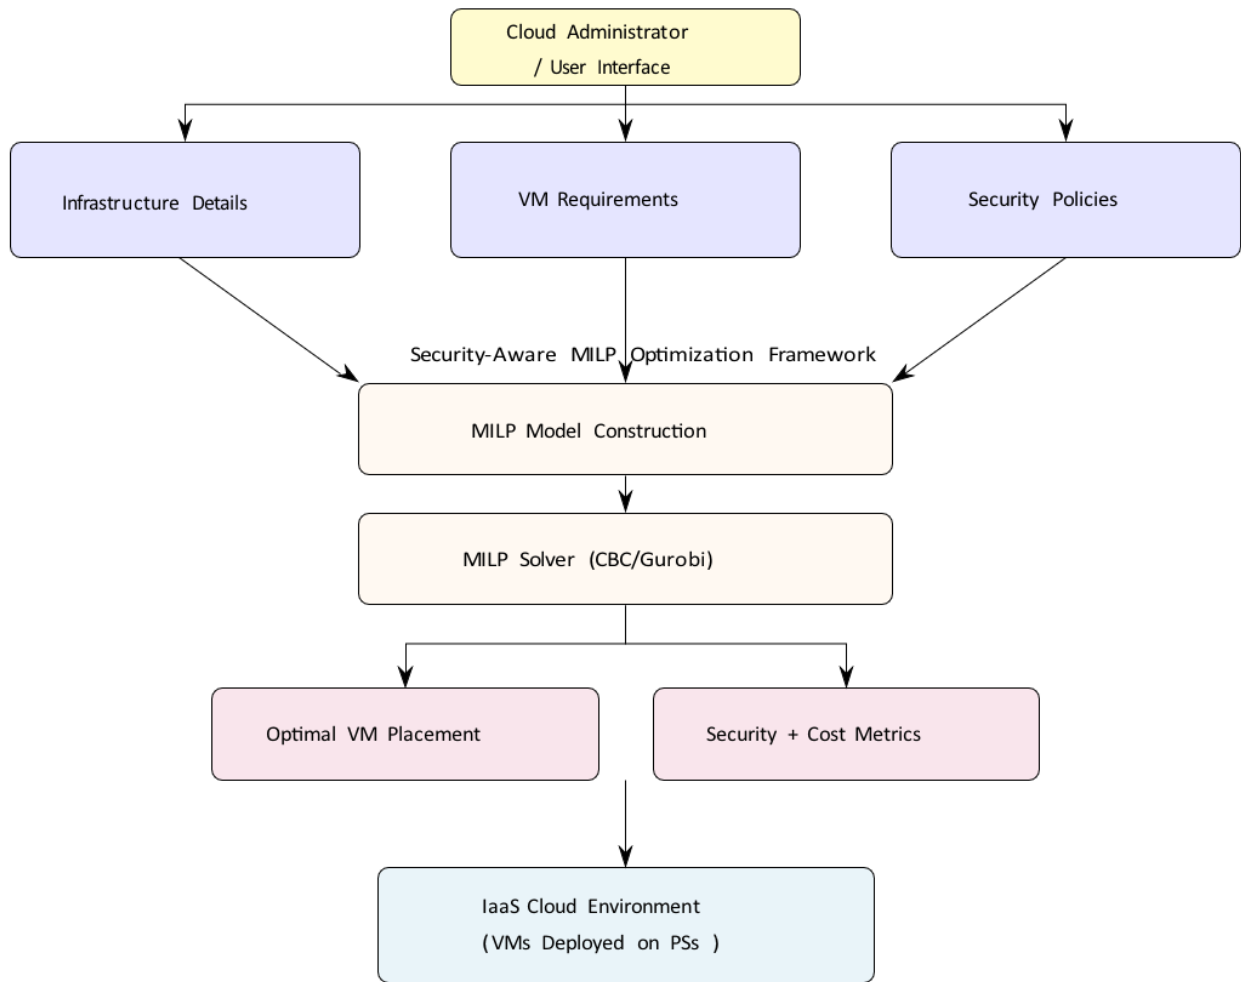 Cloud Administrator
/ User Interface
Infrastructure Details
VM Requirements
Security Policies
Security-Aware MILP Optimization Framework
MILP Model Construction
MILP Solver (CBC/Gurobi)
Optimal VM Placement
Security + Cost Metrics
IaaS Cloud Environment
(VMs Deployed on PSs )